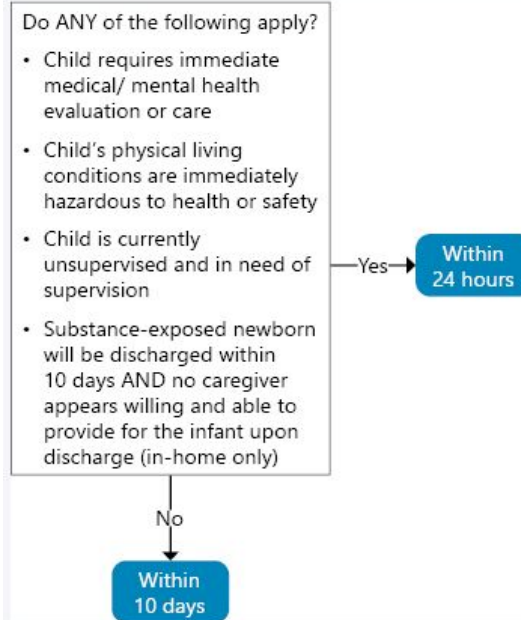 Do ANY of the following apply?
• Child requires immediate
medical/ mental health
evaluation or care
• Child's physical living
conditions are immediately
hazardous to health or safety
• Child is currently
unsupervised and in need of
supervision
• Substance-exposed newborn
will be discharged within
10 days AND no caregiver
appears willing and able to
provide for the infant upon
discharge (in-home only)
Yes
Within
24 hours
No
Within
10 days